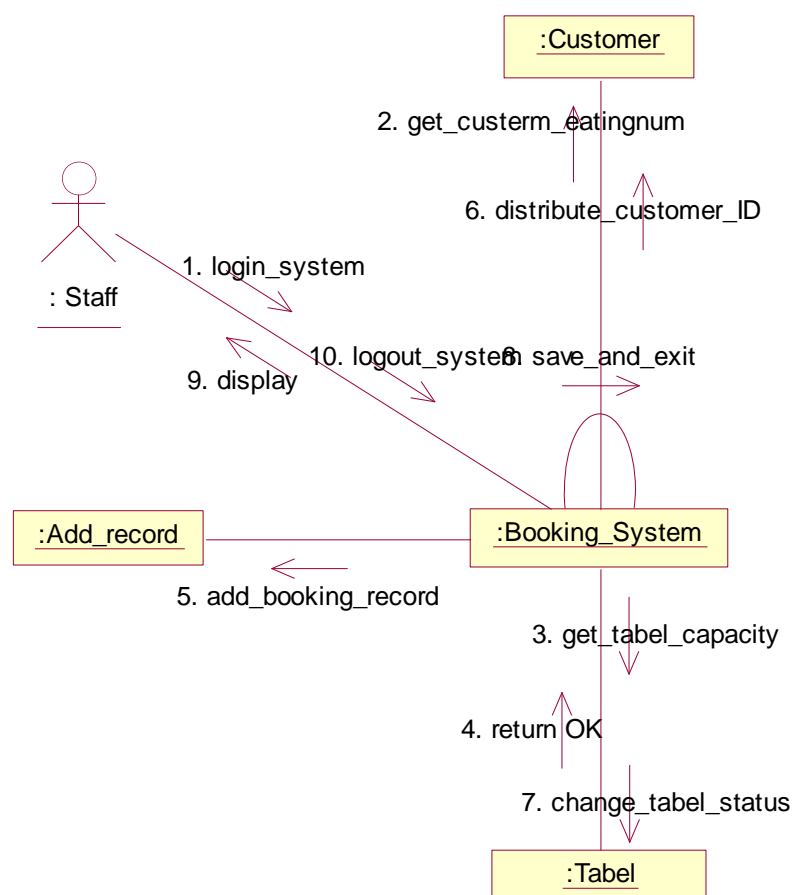 :Customer
2. get_custerm_eatingnum
6. distribute_customer_ID
1. login_system
: Staff
10. logout_system
8. save_and_exit
9. display
:Add_record
:Booking_System
5. add_booking_record
3. get_tabel_capacity
4. return OK
7. change_tabel_status
:Tabel